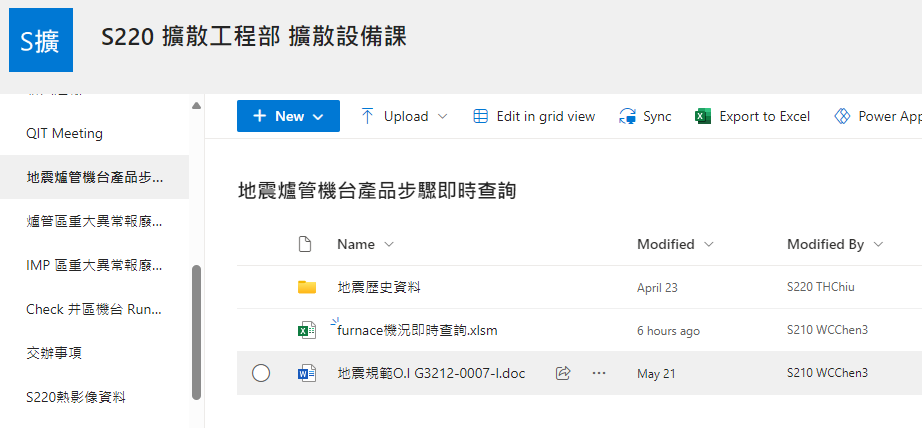 S擴
S220 擴散工程部 擴散設備課
QIT Meeting
地震爐管機台產品步...
爐管區重大異常報廢...
IMP 區重大異常報廢...
Check 井區機台 Run...
交辦事項
S220熱影像資料
New
Upload
Edit in grid view
Sync
Export to Excel
Power App
地震爐管機台產品步驟即時查詢
Name
Modified
Modified By
地震歷史資料
April 23
S220 THChiu
furnace機況即時查詢.xlsm
6 hours ago
S210 WCChen3
地震規範O.I G3212-0007-I.doc
May 21
S210 WCChen3